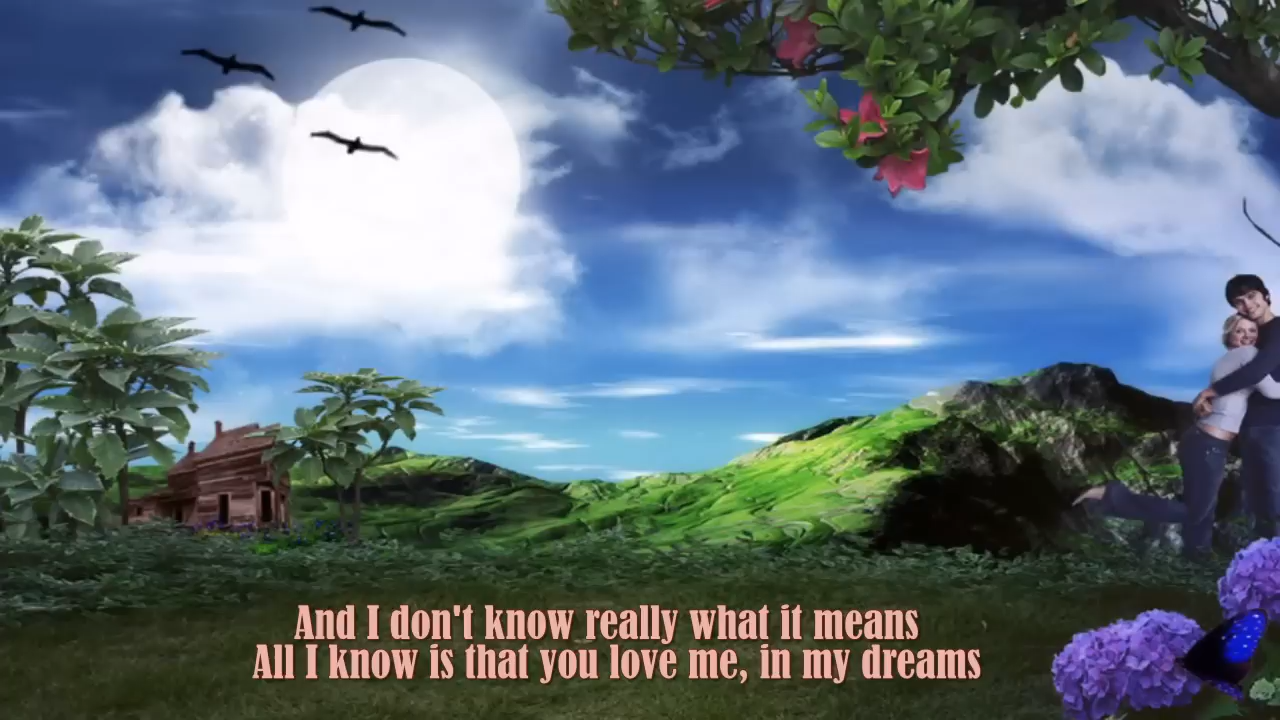 And I don't know really what it means
All I know is that you love me, in my dreams